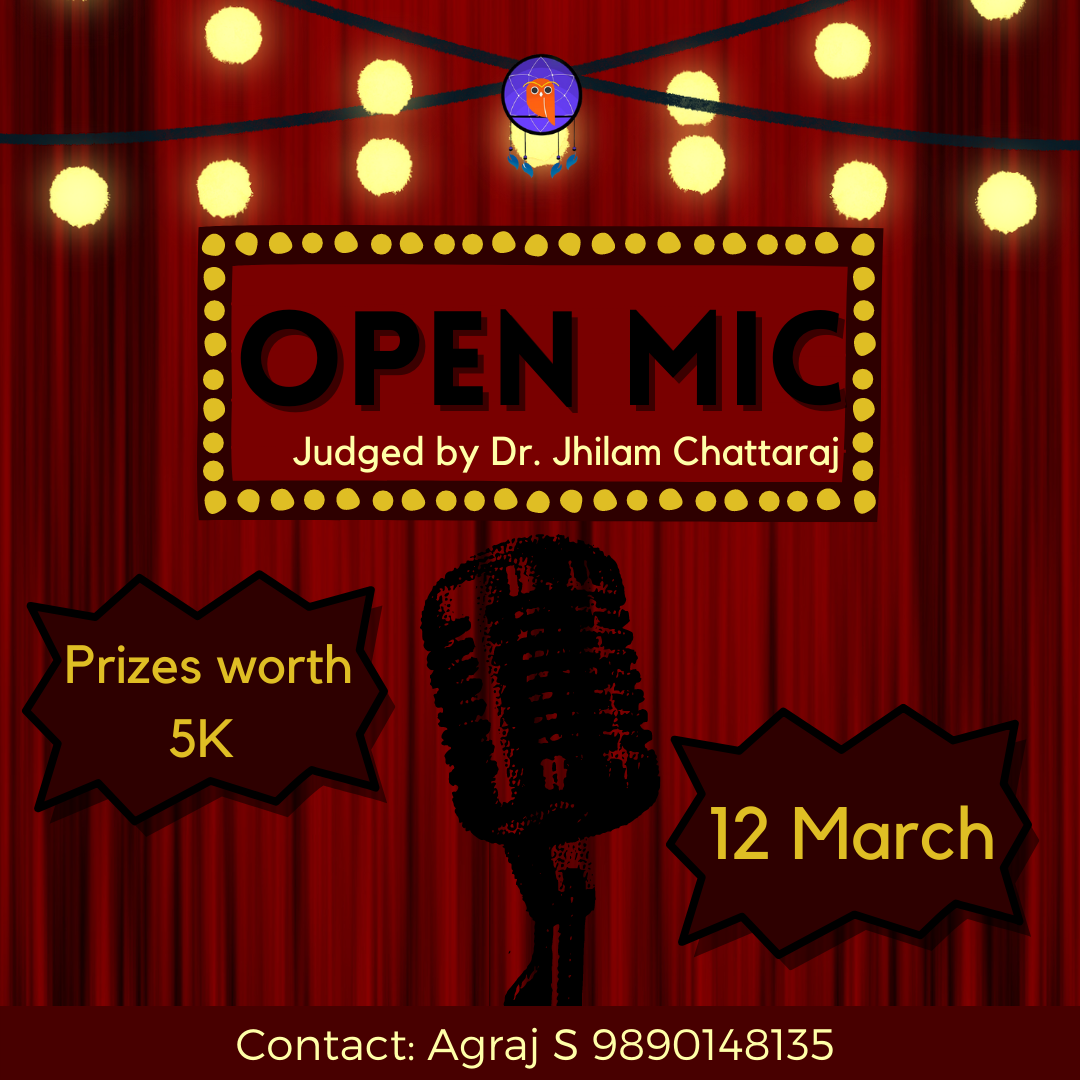 OPEN MIC
Judged by Dr. Jhilam Chattaraj
Prizes worth
5K
12 March
Contact: Agraj S 9890148135